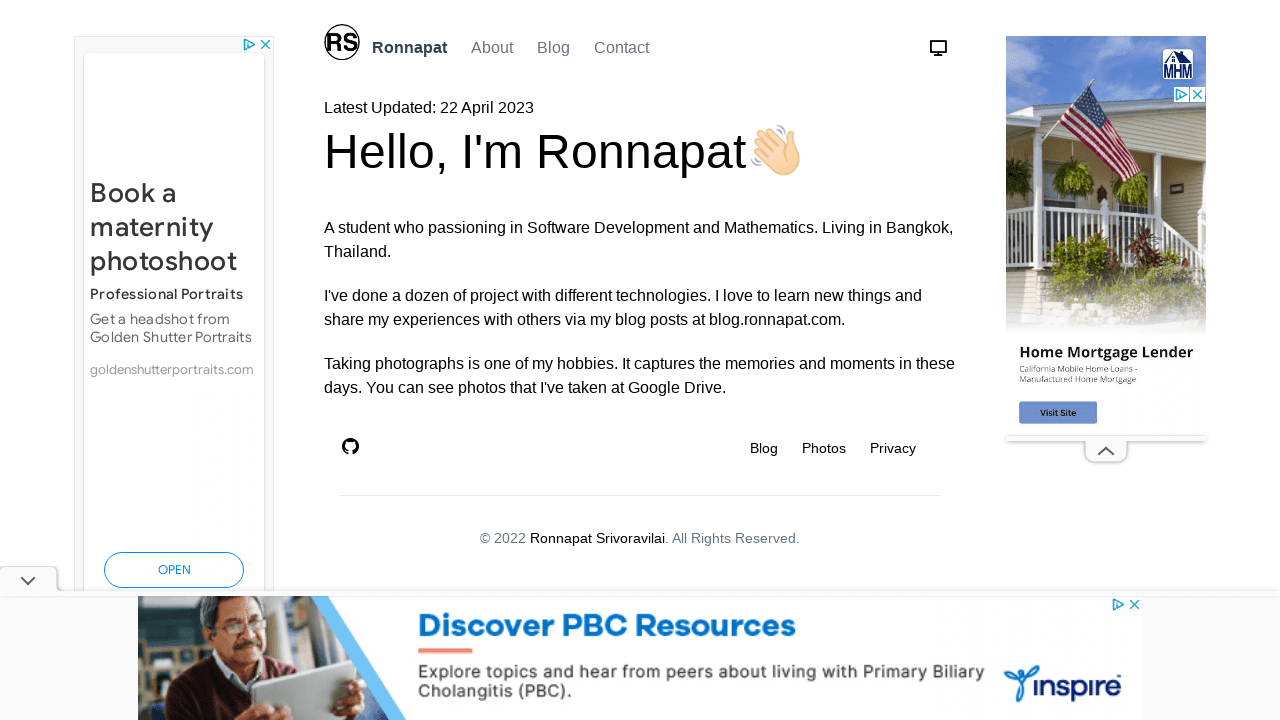 RS
Ronnapat
About
Blog
Contact
Latest Updated: 22 April 2023
Hello, I'm Ronnapat
A student who passioning in Software Development and Mathematics. Living in Bangkok,
Thailand.
I've done a dozen of project with different technologies. I love to learn new things and
share my experiences with others via my blog posts at blog.ronnapat.com.
Taking photographs is one of my hobbies. It captures the memories and moments in these
days. You can see photos that I've taken at Google Drive.
Blog
Photos
Privacy
© 2022 Ronnapat Srivoravilai. All Rights Reserved.
Book a
maternity
photoshoot
Professional Portraits
Get a headshot from
Golden Shutter Portraits
goldenshutterportraits.com
OPEN
MHM
Home Mortgage Lender
California Mobile Home Loans -
Manufactured Home Mortgage
Visit Site
Discover PBC Resources
Explore topics and hear from peers about living with Primary Biliary
Cholangitis (PBC).
inspire